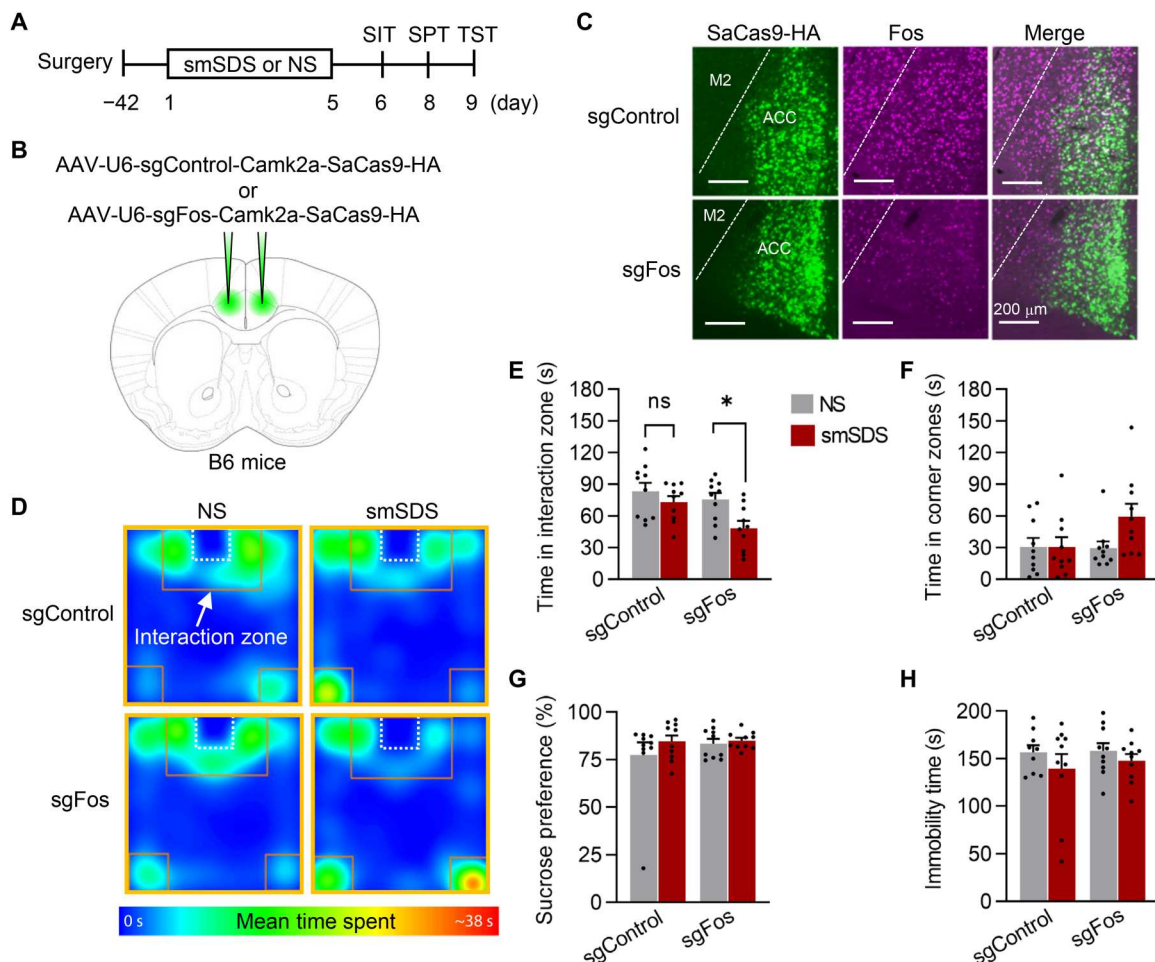 A
SIT SPT TST
Surgery smSDS or NS
−42 1 5 6 8 9 (day)
B
AAV-U6-sgControl-Camk2a-SaCas9-HA
or
AAV-U6-sgFos-Camk2a-SaCas9-HA
B6 mice
C
SaCas9-HA Fos Merge
sgControl
M2
ACC
sgFos
M2
ACC
200 μm
D
NS smSDS
sgControl
Interaction zone
sgFos
0 s Mean time spent ~38 s
E
Time in interaction zone (s)
180
150
120
90
60
30
0
ns *
sgControl sgFos
NS
smSDS
F
Time in corner zones (s)
180
150
120
90
60
30
0
sgControl sgFos
G
Sucrose preference (%)
100
75
50
25
0
sgControl sgFos
H
Immobility time (s)
200
150
100
50
0
sgControl sgFos